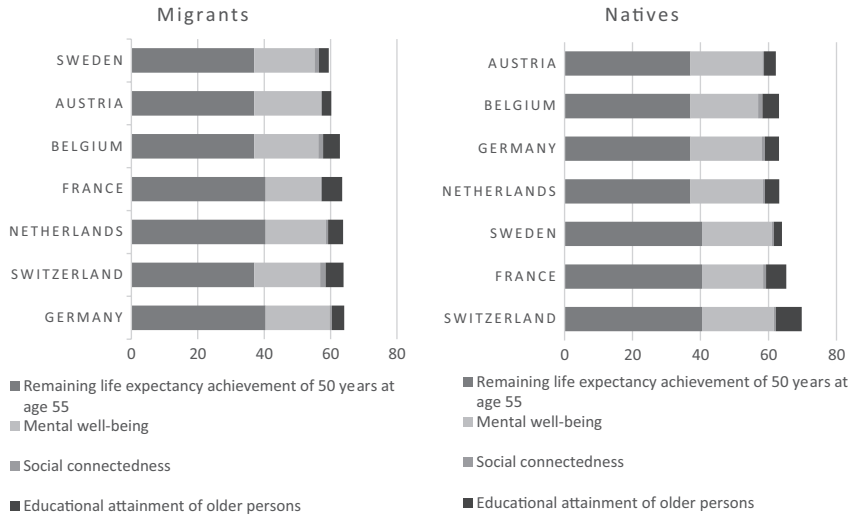 Migrants
SWEDEN
AUSTRIA
BELGIUM
FRANCE
NETHERLANDS
SWITZERLAND
GERMANY
0 20 40 60 80
Remaining life expectancy achievement of 50 years at
age 55
Mental well-being
Social connectedness
Educational attainment of older persons
Natives
AUSTRIA
BELGIUM
GERMANY
NETHERLANDS
SWEDEN
FRANCE
SWITZERLAND
0 20 40 60 80
Remaining life expectancy achievement of 50 years at
age 55
Mental well-being
Social connectedness
Educational attainment of older persons